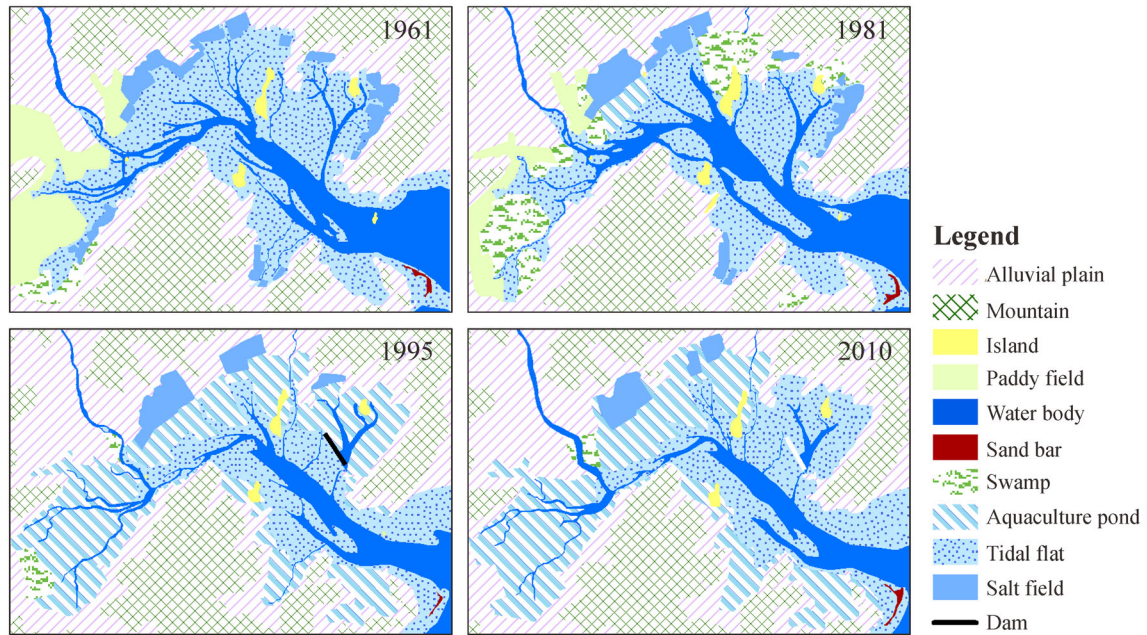 1961
1981
1995
2010
Legend
Alluvial plain
Mountain
Island
Paddy field
Water body
Sand bar
Swamp
Aquaculture pond
Tidal flat
Salt field
Dam